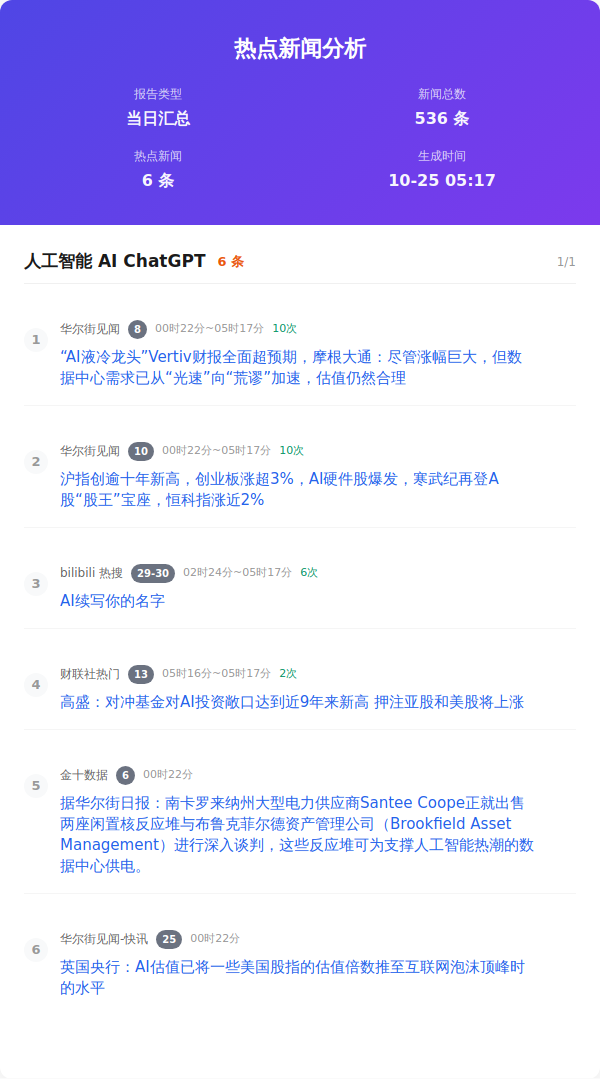 热点新闻分析
报告类型
新闻总数
当日汇总
536 条
热点新闻
生成时间
6 条
10-25 05:17
人工智能 AI ChatGPT 6 条 1/1
1
华尔街见闻 8 00时22分~05时17分 10次
“AI液冷龙头”Vertiv财报全面超预期，摩根大通：尽管涨幅巨大，但数
据中心需求已从“光速”向“荒谬”加速，估值仍然合理
2
华尔街见闻 10 00时22分~05时17分 10次
沪指创逾十年新高，创业板涨超3%，AI硬件股爆发，寒武纪再登A
股“股王”宝座，恒科指涨近2%
3
bilibili 热搜 29-30 02时24分~05时17分 6次
AI续写你的名字
4
财联社热门 13 05时16分~05时17分 2次
高盛：对冲基金对AI投资敞口达到近9年来新高 押注亚股和美股将上涨
5
金十数据 6 00时22分
据华尔街日报：南卡罗来纳州大型电力供应商Santee Coope正就出售
两座闲置核反应堆与布鲁克菲尔德资产管理公司（Brookfield Asset
Management）进行深入谈判，这些反应堆可为支撑人工智能热潮的数
据中心供电。
6
华尔街见闻-快讯 25 00时22分
英国央行：AI估值已将一些美国股指的估值倍数推至互联网泡沫顶峰时
的水平